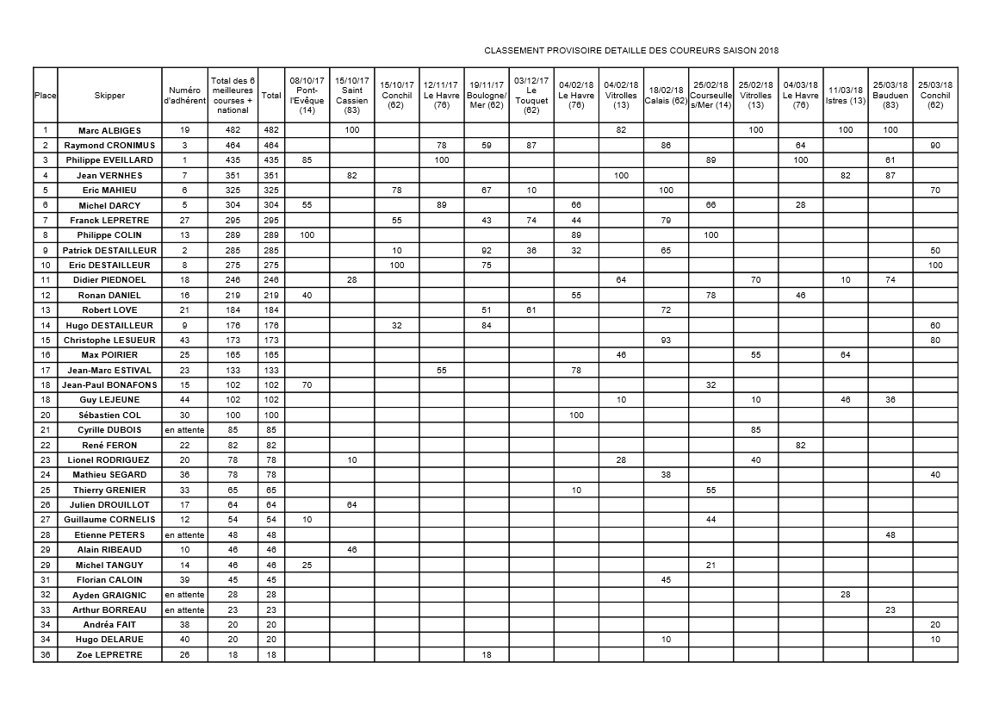 CLASSEMENT PROVISOIRE DETAILLE DES COUREURS SAISON 2018
Place Skipper Numéro d'adhérent Total des 6 meilleures courses + national Total 08/10/17 Pont-l'Evêque (14) 15/10/17 Saint Cassien (83) 15/10/17 Conchil (62) 12/11/17 Le Havre (76) 19/11/17 Boulogne/Mer (62) 03/12/17 Le Touquet (62) 04/02/18 Le Havre (76) 04/02/18 Vitrolles (13) 18/02/18 Calais (62) 25/02/18 Courseulles/Mer (14) 25/02/18 Vitrolles (13) 04/03/18 Le Havre (76) 11/03/18 Istres (13) 25/03/18 Bauduen (83) 25/03/18 Conchil (62)
1 Marc ALBIGES 19 482 482 100 82 100 100 100
2 Raymond CRONIMUS 3 464 464 78 59 87 86 64 90
3 Philippe EVEILLARD 1 435 435 85 100 89 100 61
4 Jean VERNHES 7 351 351 82 100 82 87
5 Eric MAHIEU 6 325 325 78 67 10 100 70
6 Michel DARCY 5 304 304 55 89 66 66 28
7 Franck LEPRETRE 27 295 295 55 43 74 44 79
8 Philippe COLIN 13 289 289 100 89 100
9 Patrick DESTAILLEUR 2 285 285 10 92 36 32 65 50
10 Eric DESTAILLEUR 8 275 275 100 75 100
11 Didier PIEDNOEL 18 246 246 28 64 70 10 74
12 Ronan DANIEL 16 219 219 40 55 78 46
13 Robert LOVE 21 184 184 51 61 72
14 Hugo DESTAILLEUR 9 176 176 32 84 60
15 Christophe LESUEUR 43 173 173 93 80
16 Max POIRIER 25 165 165 46 55 64
17 Jean-Marc ESTIVAL 23 133 133 55 78
18 Jean-Paul BONAFONS 15 102 102 70 32
18 Guy LEJEUNE 44 102 102 10 10 46 36
20 Sébastien COL 30 100 100 100
21 Cyrille DUBOIS en attente 85 85 85
22 René FERON 22 82 82 82
23 Lionel RODRIGUEZ 20 78 78 10 28 40
24 Mathieu SEGARD 36 78 78 38 40
25 Thierry GRENIER 33 65 65 10 55
26 Julien DROUILLOT 17 64 64 64
27 Guillaume CORNELIS 12 54 54 10 44
28 Etienne PETERS en attente 48 48 48
29 Alain RIBEAUD 10 46 46 46
29 Michel TANGUY 14 46 46 25 21
31 Florian CALOIN 39 45 45 45
32 Ayden GRAIGNIC en attente 28 28 28
33 Arthur BORREAU en attente 23 23 23
34 Andréa FAIT 38 20 20 20
34 Hugo DELARUE 40 20 20 10 10
36 Zoe LEPRETRE 26 18 18 18